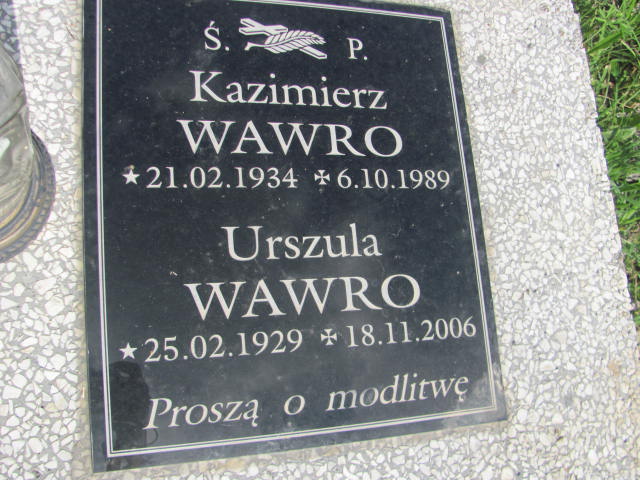 Ś. P.
Kazimierz
WAWRO
★21.02.1934 ✠6.10.1989
Urszula
WAWRO
★25.02.1929 ✠18.11.2006
Proszą o modlitwę